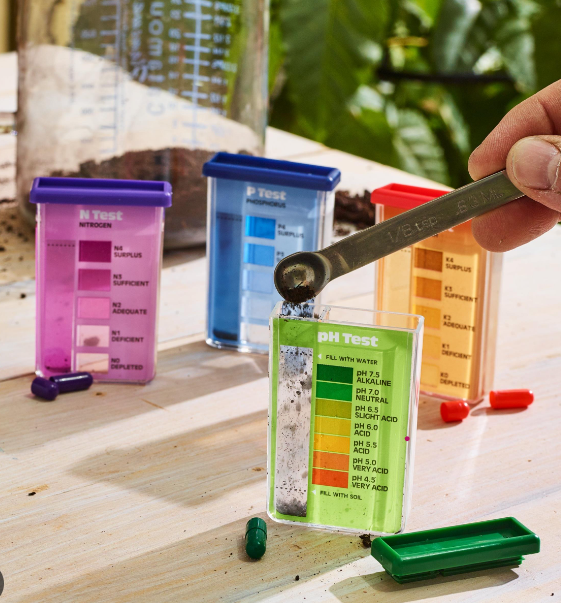 N Test
NITROGEN
N4
SURPLUS
N3
SUFFICIENT
N2
ADEQUATE
N1
DEFICIENT
N0
DEPLETED
P Test
PHOSPHORUS
P4
SURPLUS
K4
SURPLUS
K3
SUFFICIENT
K2
ADEQUATE
K1
DEFICIENT
K0
DEPLETED
1/8 TSP
pH Test
FILL WITH WATER
pH 7.5
ALKALINE
pH 7.0
NEUTRAL
pH 6.5
SLIGHT ACID
pH 6.0
ACID
pH 5.5
ACID
pH 5.0
VERY ACID
pH 4.5
VERY ACID
FILL WITH SOIL